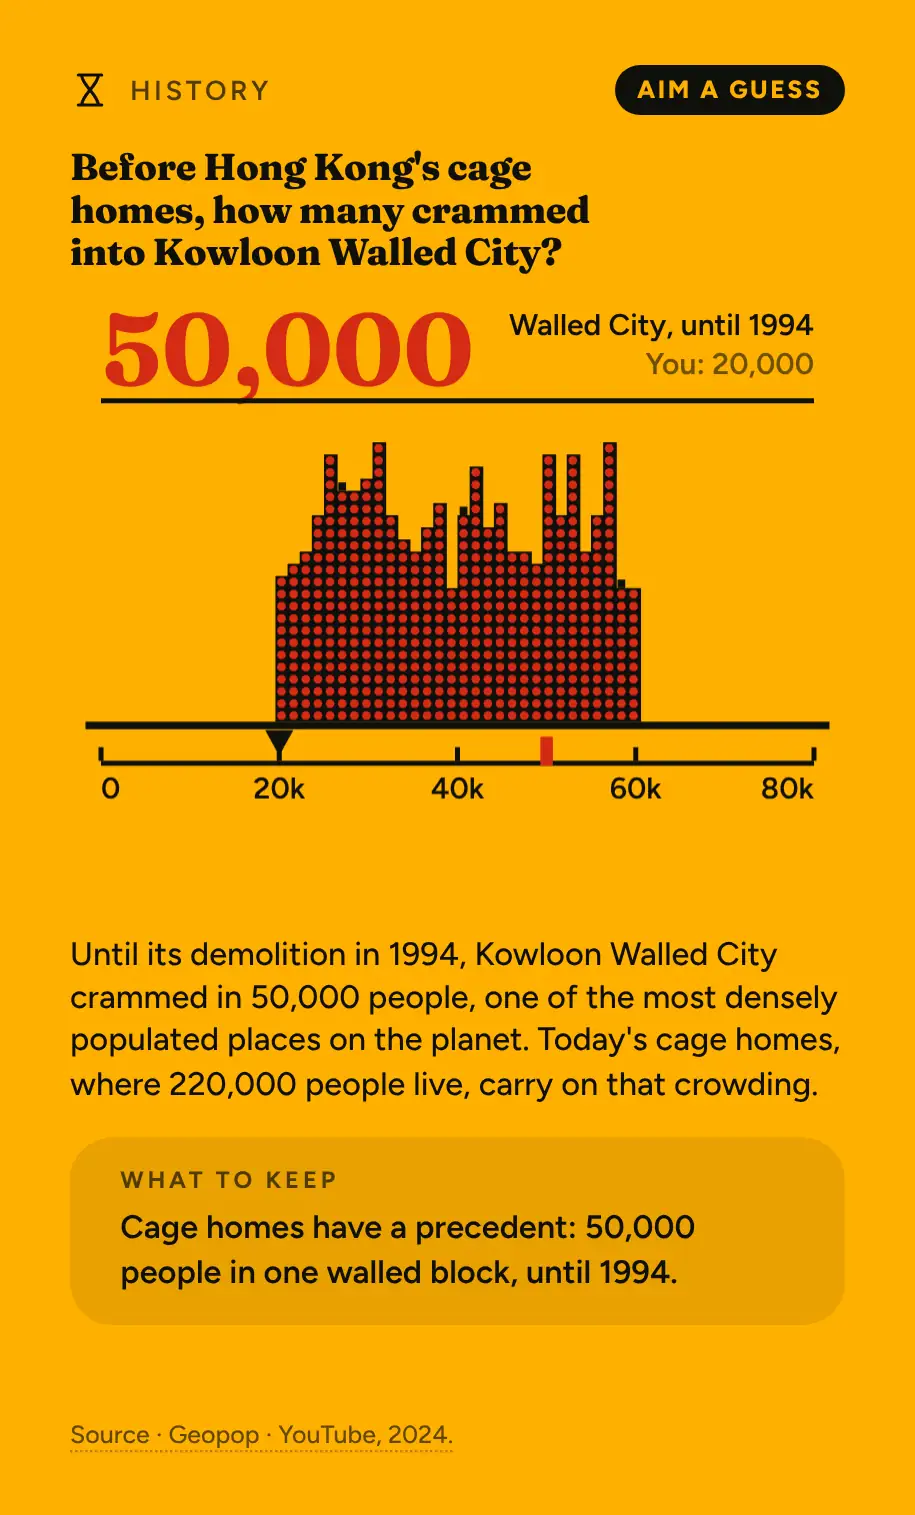 HISTORY
AIM A GUESS
Before Hong Kong's cage
homes, how many crammed
into Kowloon Walled City?
50,000
Walled City, until 1994
You: 20,000
0 20k 40k 60k 80k
Until its demolition in 1994, Kowloon Walled City
crammed in 50,000 people, one of the most densely
populated places on the planet. Today's cage homes,
where 220,000 people live, carry on that crowding.
WHAT TO KEEP
Cage homes have a precedent: 50,000
people in one walled block, until 1994.
Source · Geopop · YouTube, 2024.